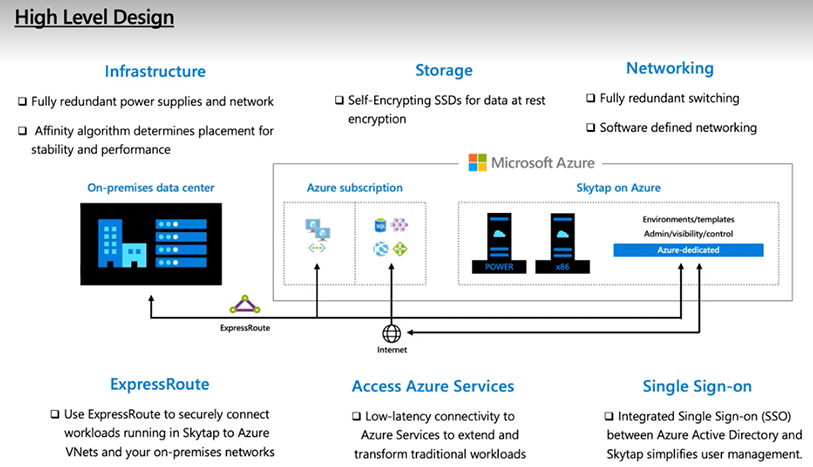 High Level Design
Infrastructure
Fully redundant power supplies and network
Affinity algorithm determines placement for
stability and performance
Storage
Self-Encrypting SSDs for data at rest
encryption
Networking
Fully redundant switching
Software defined networking
Microsoft Azure
On-premises data center
Azure subscription
SQL
Skytap on Azure
POWER
x86
Environments/templates
Admin/visibility/control
Azure-dedicated
ExpressRoute
Internet
ExpressRoute
Use ExpressRoute to securely connect
workloads running in Skytap to Azure
VNets and your on-premises networks
Access Azure Services
Low-latency connectivity to
Azure Services to extend and
transform traditional workloads
Single Sign-on
Integrated Single Sign-on (SSO)
between Azure Active Directory and
Skytap simplifies user management.